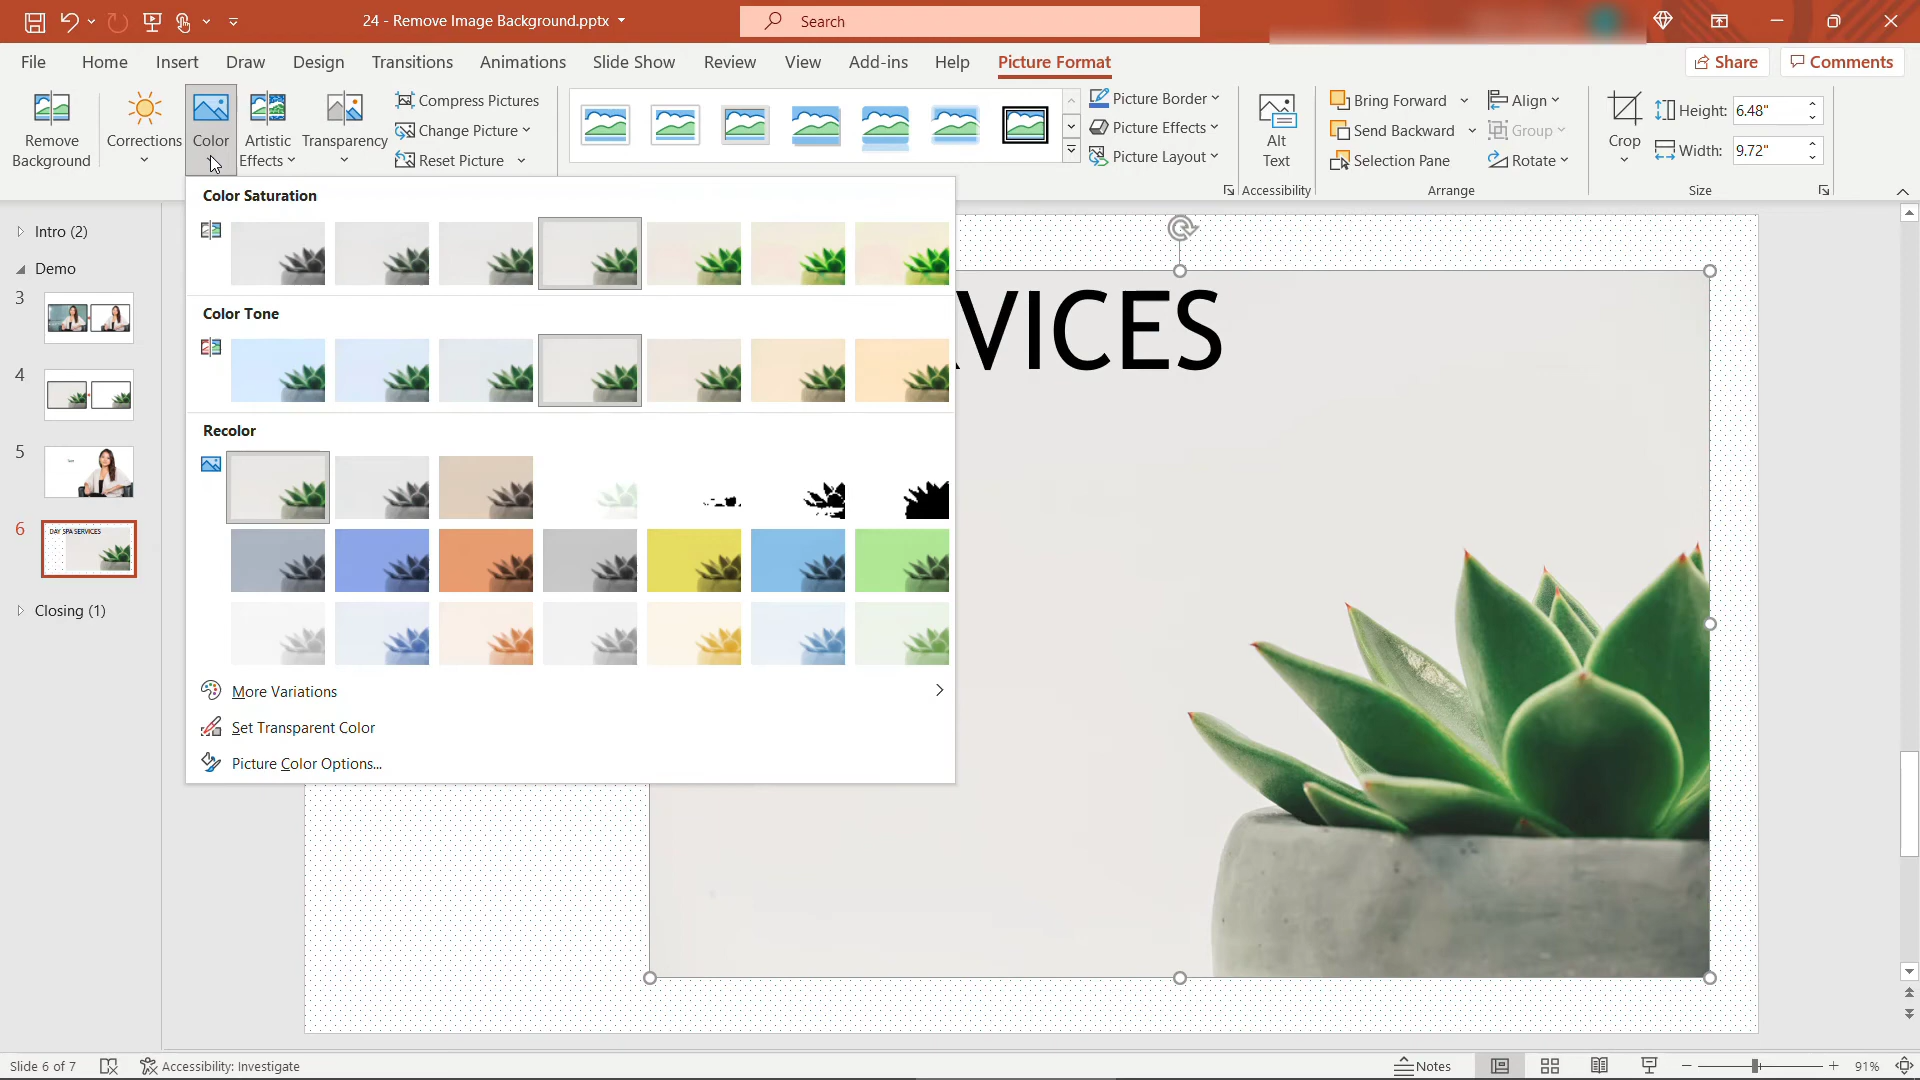 24 - Remove Image Background.pptx
Search
File Home Insert Draw Design Transitions Animations Slide Show Review View Add-ins Help Picture Format
Share
Comments
Remove
Background
Corrections
Color
Artistic
Effects
Transparency
Compress Pictures
Change Picture
Reset Picture
Picture Border
Picture Effects
Picture Layout
Alt
Text
Accessibility
Bring Forward
Send Backward
Selection Pane
Align
Group
Rotate
Arrange
Crop
Height: 6.48"
Width: 9.72"
Size
Intro (2)
Demo
3
4
5
6
DAY SPA SERVICES
Closing (1)
Color Saturation
Color Tone
Recolor
More Variations
Set Transparent Color
Picture Color Options...
VICES
Slide 6 of 7
Accessibility: Investigate
Notes
91%